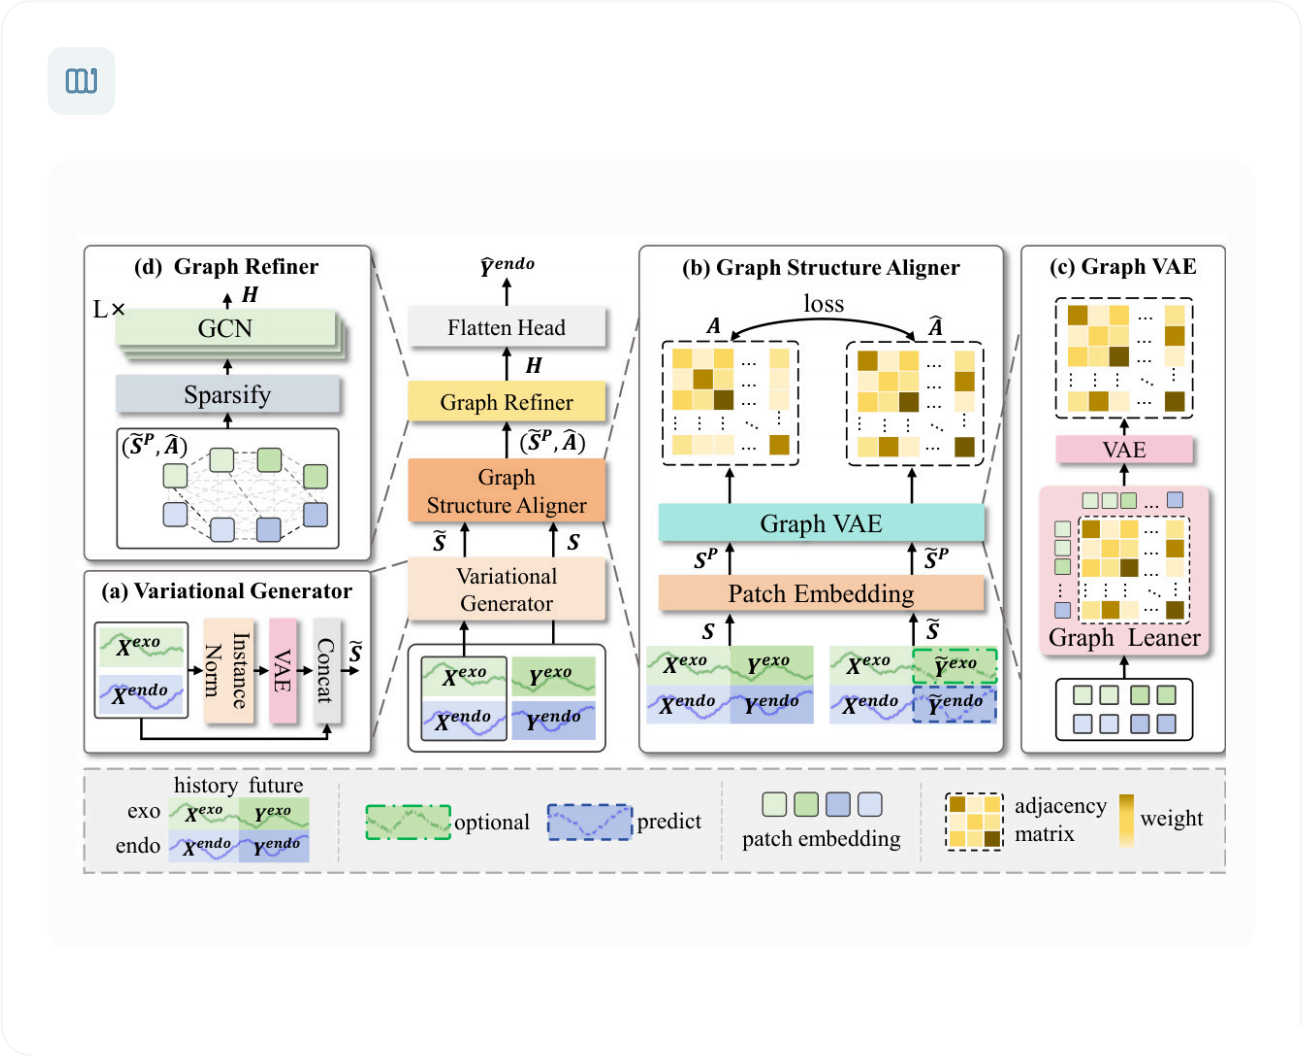 (d) Graph Refiner
L×
H
GCN
Sparsify
(S̃ᴾ, Â)
(a) Variational Generator
Xᵉˣᵒ
Xᵉⁿᵈᵒ
Instance
Norm
VAE
Concat
S̃
Ŷᵉⁿᵈᵒ
Flatten Head
H
Graph Refiner
(S̃ᴾ, Â)
Graph
Structure Aligner
S̃ S
Variational
Generator
Xᵉˣᵒ Yᵉˣᵒ
Xᵉⁿᵈᵒ Yᵉⁿᵈᵒ
(b) Graph Structure Aligner
loss
A Â
Graph VAE
Sᴾ S̃ᴾ
Patch Embedding
S S̃
Xᵉˣᵒ Yᵉˣᵒ Xᵉˣᵒ Ỹᵉˣᵒ
Xᵉⁿᵈᵒ Yᵉⁿᵈᵒ Xᵉⁿᵈᵒ Ỹᵉⁿᵈᵒ
(c) Graph VAE
VAE
Graph Leaner
history future
exo Xᵉˣᵒ Yᵉˣᵒ
endo Xᵉⁿᵈᵒ Yᵉⁿᵈᵒ
optional
predict
patch embedding
adjacency
matrix
weight